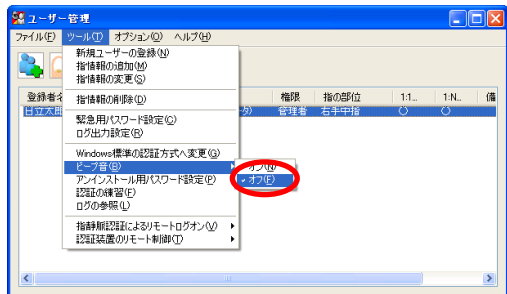 ユーザー管理
ファイル(F) ツール(T) オプション(O) ヘルプ(H)
新規ユーザーの登録(N)
指情報の追加(M)
指情報の変更(S)
指情報の削除(D)
緊急用パスワード設定(C)
ログ出力設定(R)
Windows標準の認証方式へ変更(G)
ビープ音(B)
アンインストール用パスワード設定(P)
認証の練習(E)
ログの参照(L)
指静脈認証によるリモートログオン(V)
認証装置のリモート制御(T)
オン(N)
オフ(F)
登録者名 権限 指の部位 1:1... 1:N... 備
日立太郎 タ) 管理者 右手中指 ○ ○